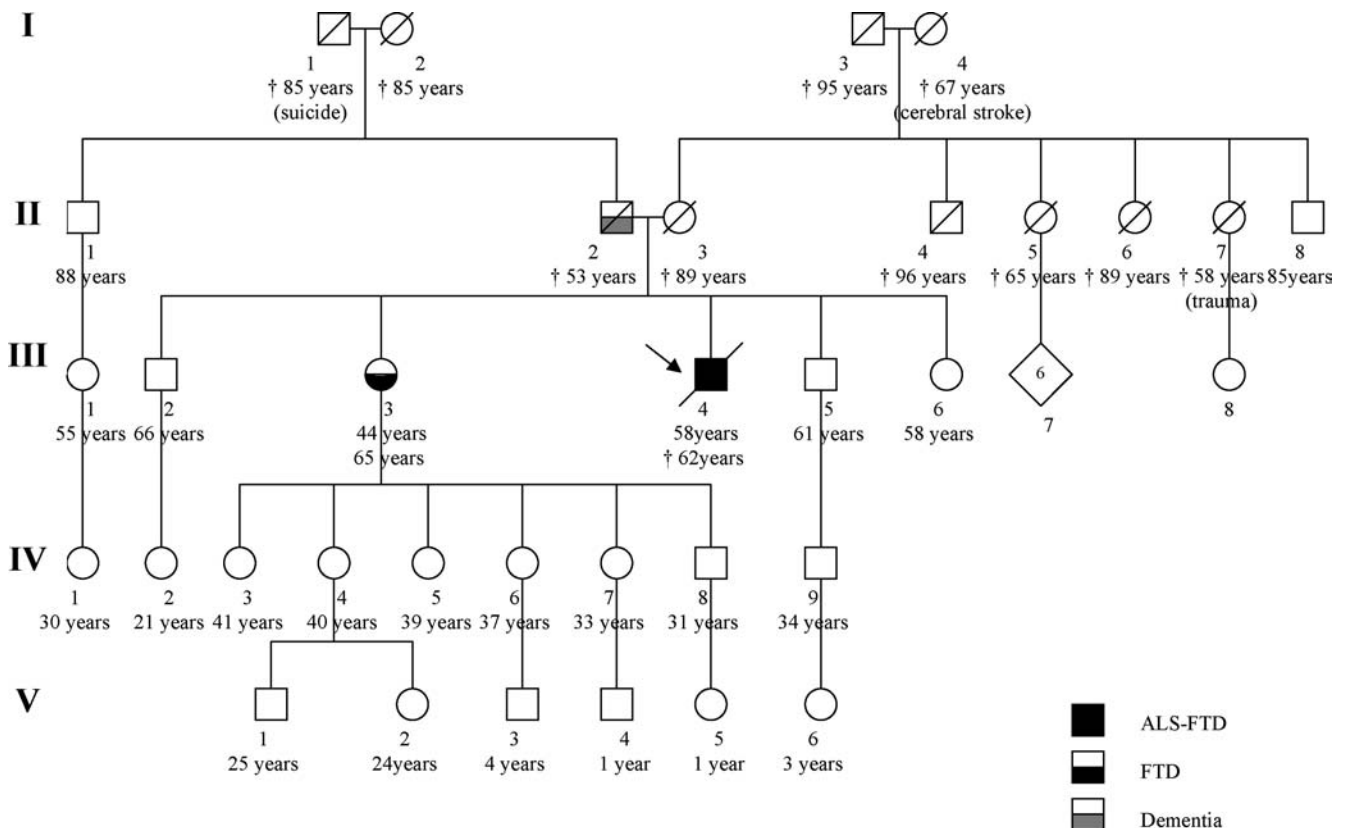 I
1 2 3 4
† 85 years † 85 years † 95 years † 67 years
(suicide) (cerebral stroke)
II
1 2 3 4 5 6 7 8
88 years † 53 years † 89 years † 96 years † 65 years † 89 years † 58 years 85years
(trauma)
III
6
1 2 3 4 5 6 7 8
55 years 66 years 44 years 58years 61 years 58 years
65 years † 62years
IV
1 2 3 4 5 6 7 8 9
30 years 21 years 41 years 40 years 39 years 37 years 33 years 31 years 34 years
V
1 2 3 4 5 6
25 years 24years 4 years 1 year 1 year 3 years
ALS-FTD
FTD
Dementia